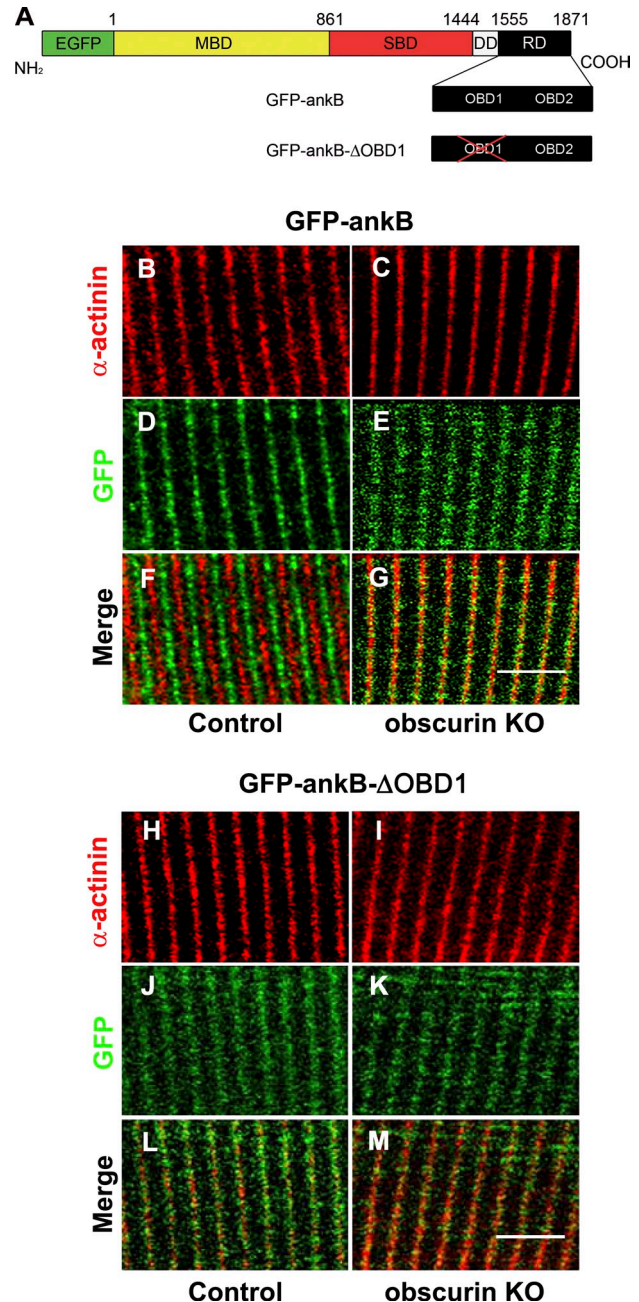 A
1 861 1444 1555 1871
EGFP MBD SBD DD RD
NH₂ COOH
GFP-ankB OBD1 OBD2
GFP-ankB-ΔOBD1 OBD1 OBD2
GFP-ankB
α-actinin B C
GFP D E
Merge F G
Control obscurin KO
GFP-ankB-ΔOBD1
α-actinin H I
GFP J K
Merge L M
Control obscurin KO